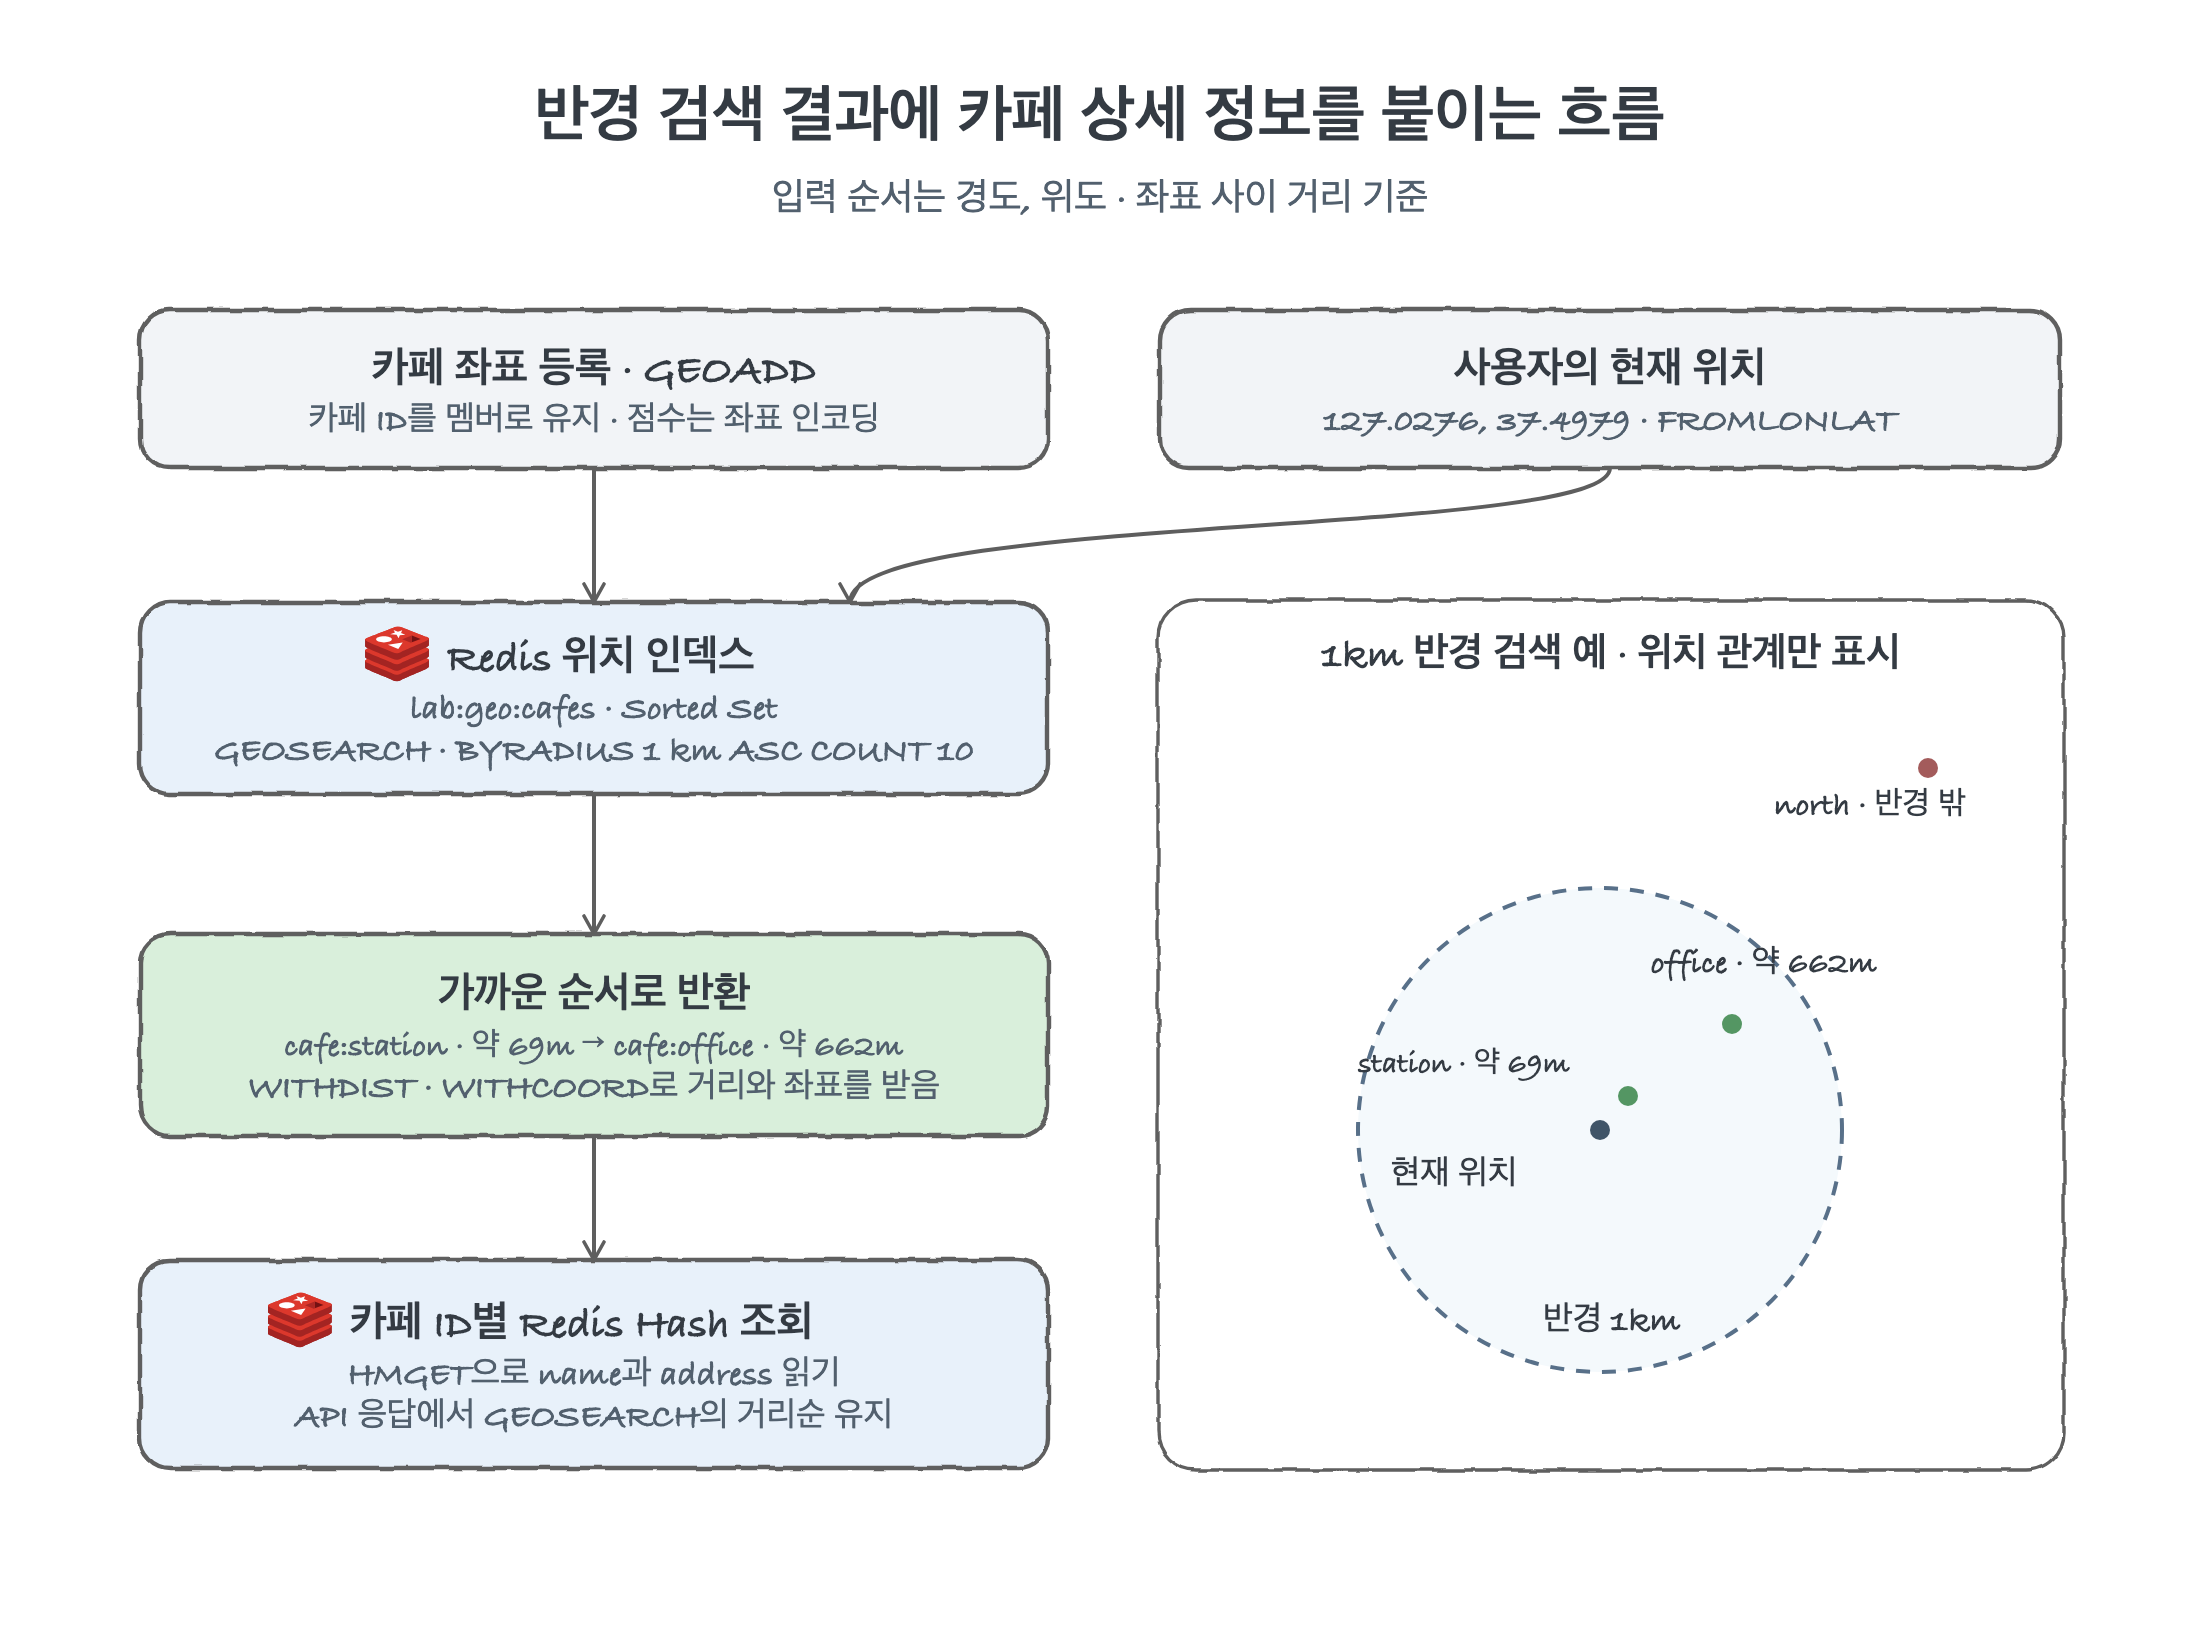 반경 검색 결과에 카페 상세 정보를 붙이는 흐름
입력 순서는 경도, 위도 · 좌표 사이 거리 기준
카페 좌표 등록 · GEOADD
카페 ID를 멤버로 유지 · 점수는 좌표 인코딩
사용자의 현재 위치
127.0276, 37.4979 · FROMLONLAT
Redis 위치 인덱스
lab:geo:cafes · Sorted Set
GEOSEARCH · BYRADIUS 1 km ASC COUNT 10
가까운 순서로 반환
cafe:station · 약 69m → cafe:office · 약 662m
WITHDIST · WITHCOORD로 거리와 좌표를 받음
카페 ID별 Redis Hash 조회
HMGET으로 name과 address 읽기
API 응답에서 GEOSEARCH의 거리순 유지
1km 반경 검색 예 · 위치 관계만 표시
north · 반경 밖
office · 약 662m
station · 약 69m
현재 위치
반경 1km